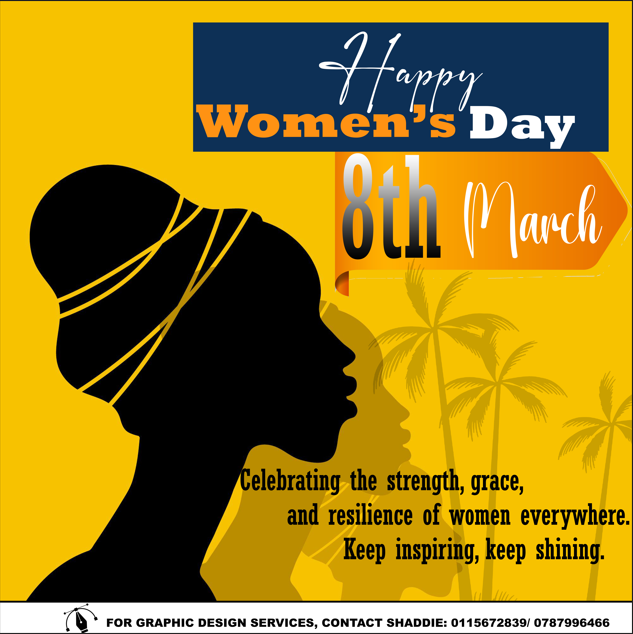 Happy
Women's Day
8th March
Celebrating the strength, grace,
and resilience of women everywhere.
Keep inspiring, keep shining.
FOR GRAPHIC DESIGN SERVICES, CONTACT SHADDIE: 0115672839/ 0787996466